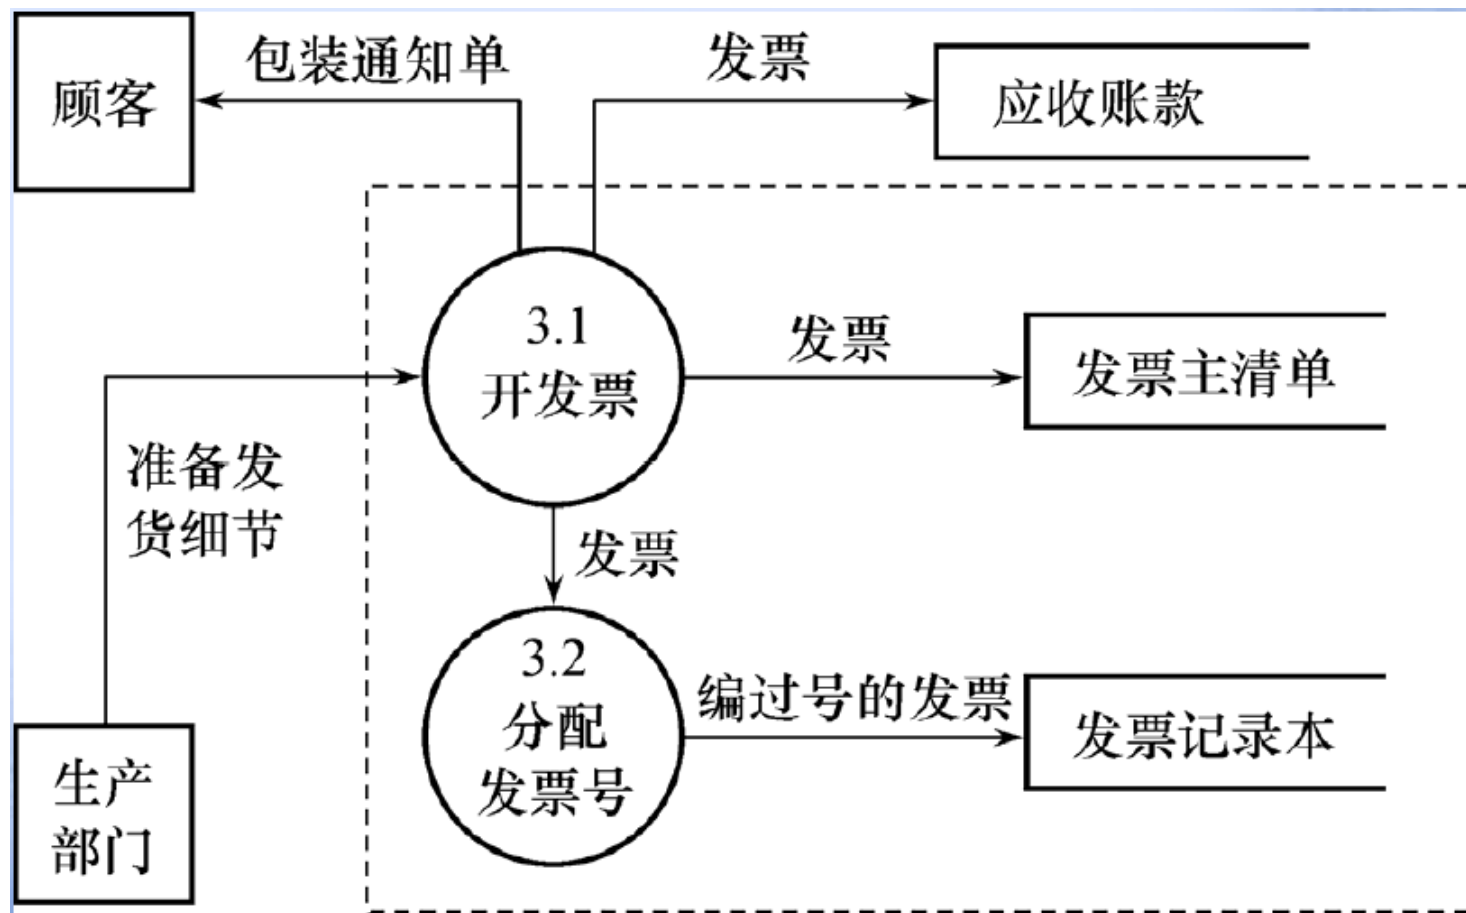 顾客
包装通知单
发票
应收账款
3.1
开发票
发票
发票主清单
准备发
货细节
发票
3.2
分配
发票号
编过号的发票
发票记录本
生产
部门